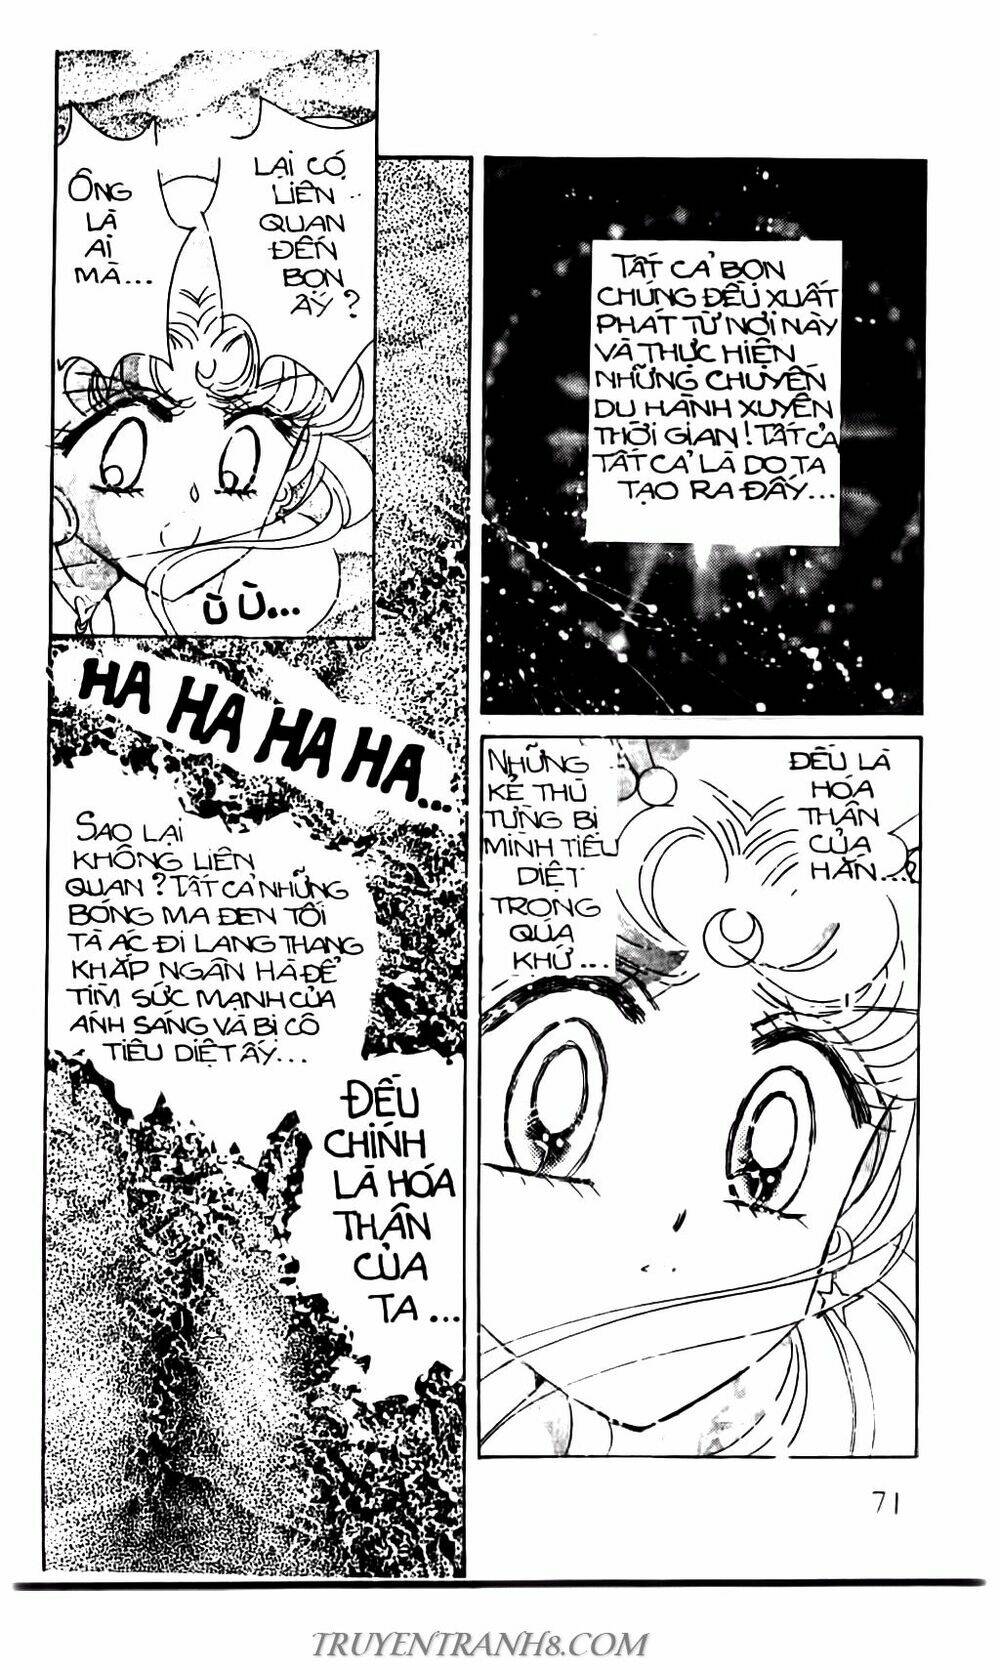 ÔNG
LÀ
AI
MÀ...
LẠI CÓ
LIÊN
QUAN
ĐẾN
BỌN
ẤY?
Ù Ù...
HA HA HA HA...
SAO LẠI
KHÔNG LIÊN
QUAN? TẤT CẢ NHỮNG
BÓNG MA ĐEN TỐI
TÀ ÁC ĐI LANG THANG
KHẮP NGÂN HÀ ĐỂ
TÌM SỨC MẠNH CỦA
ÁNH SÁNG VÀ BỊ CÔ
TIÊU DIỆT ẤY...
ĐỀU
CHÍNH
LÀ HÓA
THÂN
CỦA
TA...
TẤT CẢ BỌN
CHÚNG ĐỀU XUẤT
PHÁT TỪ NƠI NÀY
VÀ THỰC HIỆN
NHỮNG CHUYẾN
DU HÀNH XUYÊN
THỜI GIAN! TẤT CẢ
TẤT CẢ LÀ DO TA
TẠO RA ĐẤY...
NHỮNG
KẺ THÙ
TỪNG BỊ
MÌNH TIÊU
DIỆT
TRONG
QÚA
KHỨ...
ĐỀU LÀ
HÓA
THÂN
CỦA
HẮN...
71
TRUYENTRANH8.COM